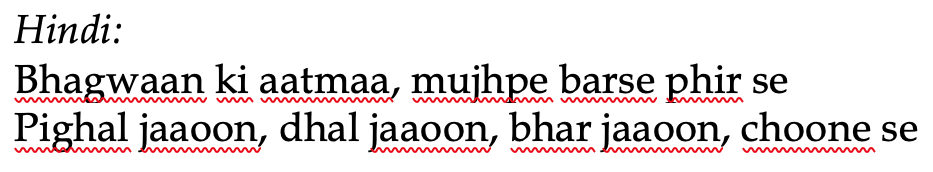 Hindi:
Bhagwaan ki aatmaa, mujhpe barse phir se
Pighal jaaoon, dhal jaaoon, bhar jaaoon, choone se